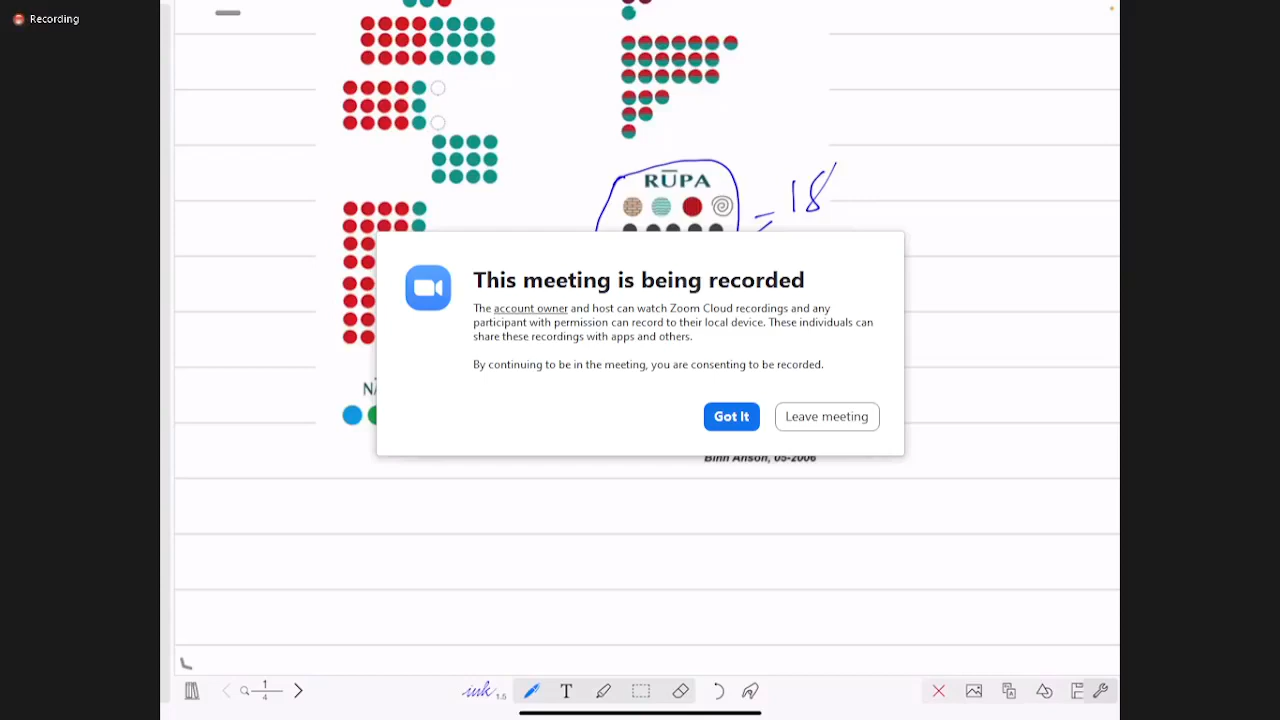 Recording
RŪPA
= 18
This meeting is being recorded
The account owner and host can watch Zoom Cloud recordings and any
participant with permission can record to their local device. These individuals can
share these recordings with apps and others.
By continuing to be in the meeting, you are consenting to be recorded.
Got It
Leave meeting
Binh Anson, 05-2006
1
4
ink 1.5
T